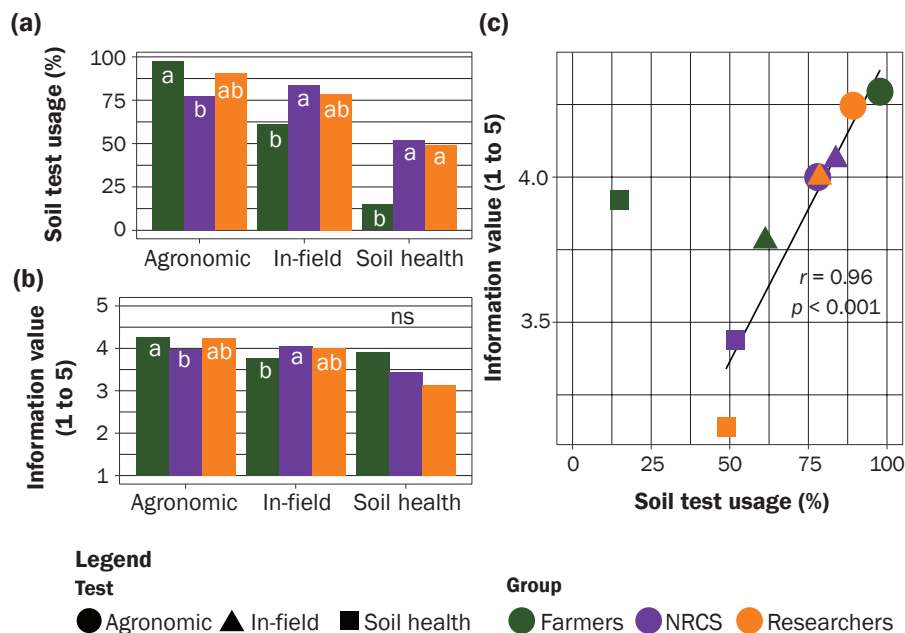 (a)
Soil test usage (%)
100
75
50
25
0
a
b
ab
b
a
ab
b
a
a
Agronomic In-field Soil health
(b)
Information value
(1 to 5)
5
4
3
2
1
ns
a
b
ab
b
a
ab
Agronomic In-field Soil health
(c)
Information value (1 to 5)
4.0
3.5
r = 0.96
p < 0.001
0 25 50 75 100
Soil test usage (%)
Legend
Test
Agronomic In-field Soil health
Group
Farmers NRCS Researchers